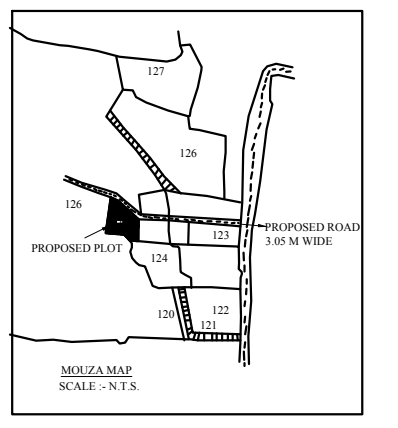 127
126
126
PROPOSED ROAD
3.05 M WIDE
123
PROPOSED PLOT
124
122
120
121
MOUZA MAP
SCALE :- N.T.S.